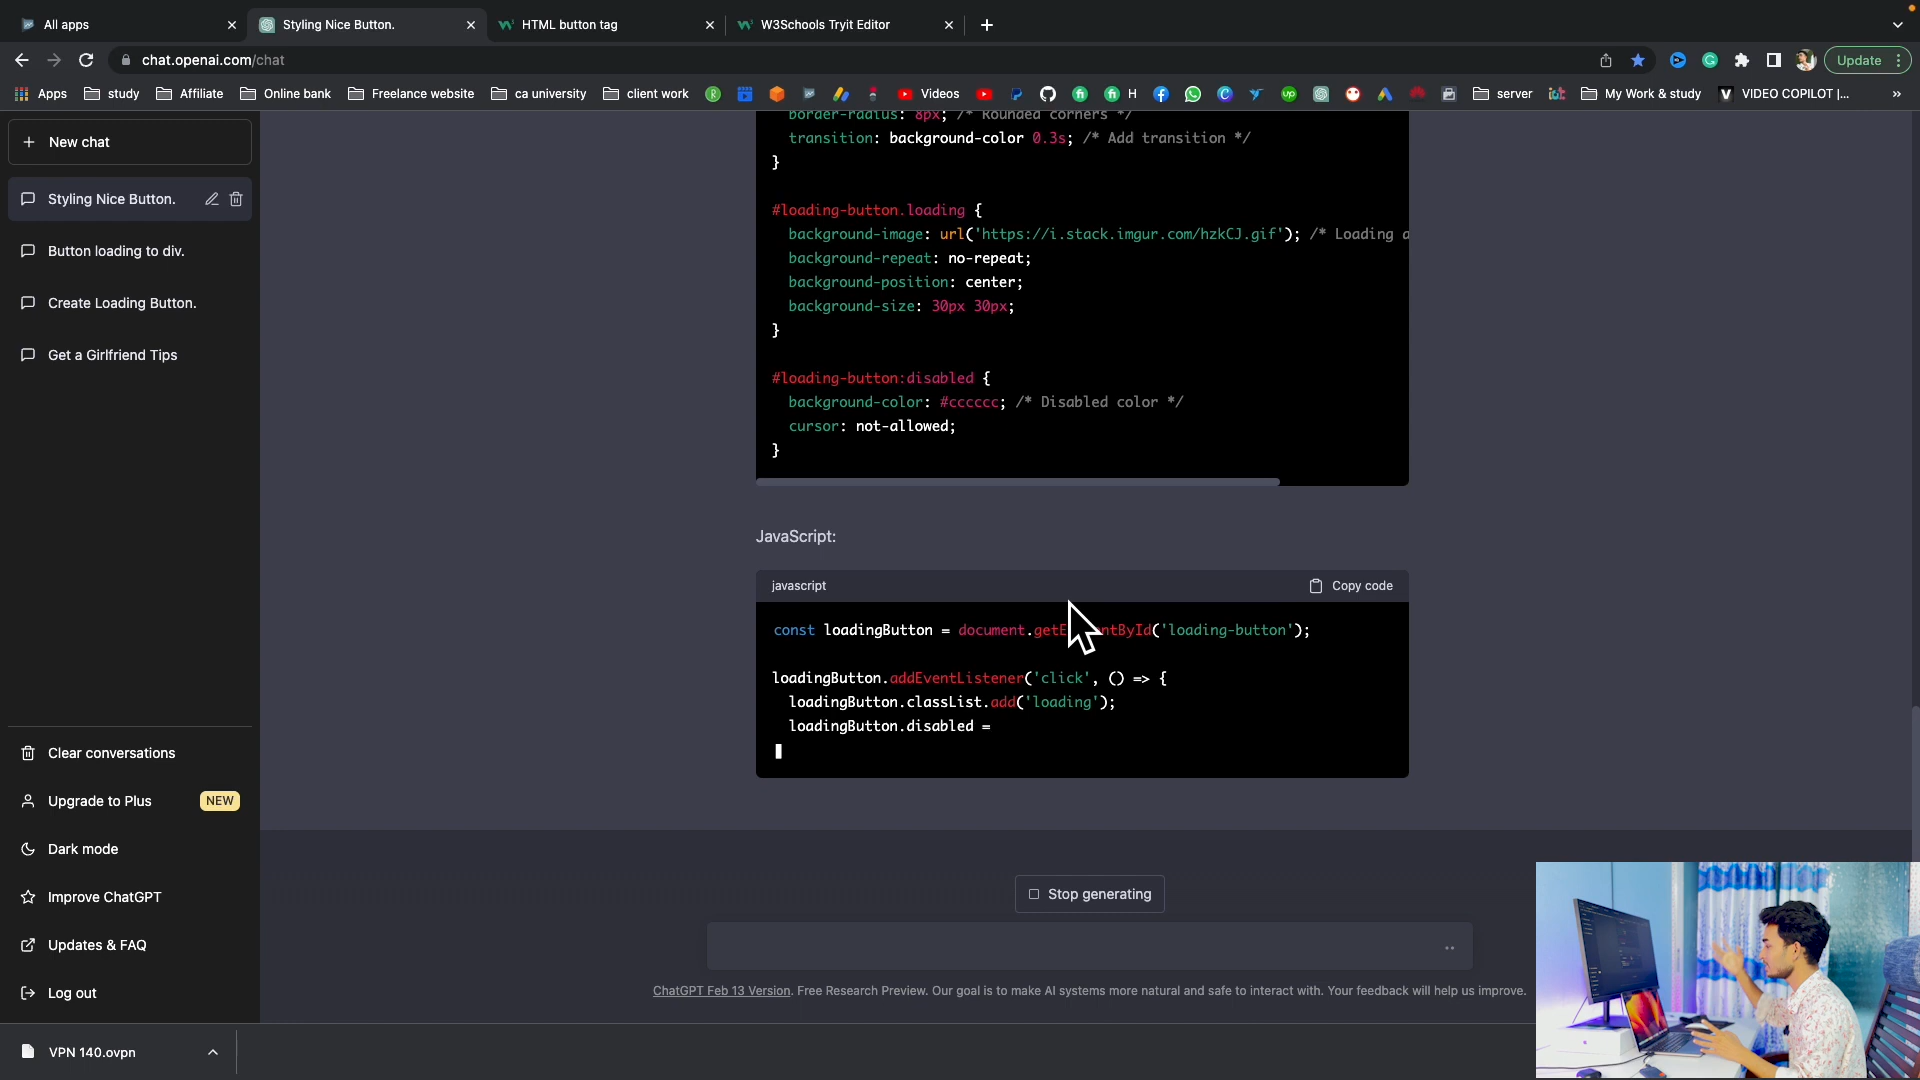 All apps
Styling Nice Button.
HTML button tag
W3Schools Tryit Editor
chat.openai.com/chat
Update
Apps
study
Affiliate
Online bank
Freelance website
ca university
client work
Videos
H
server
My Work & study
VIDEO COPILOT |...
New chat
Styling Nice Button.
Button loading to div.
Create Loading Button.
Get a Girlfriend Tips
Clear conversations
Upgrade to Plus
NEW
Dark mode
Improve ChatGPT
Updates & FAQ
Log out
border-radius: 8px; /* Rounded corners */
transition: background-color 0.3s; /* Add transition */
}
#loading-button.loading {
background-image: url('https://i.stack.imgur.com/hzkCJ.gif'); /* Loading a
background-repeat: no-repeat;
background-position: center;
background-size: 30px 30px;
}
#loading-button:disabled {
background-color: #cccccc; /* Disabled color */
cursor: not-allowed;
}
JavaScript:
javascript
Copy code
const loadingButton = document.getE ntById('loading-button');
loadingButton.addEventListener('click', () => {
loadingButton.classList.add('loading');
loadingButton.disabled =
Stop generating
ChatGPT Feb 13 Version. Free Research Preview. Our goal is to make AI systems more natural and safe to interact with. Your feedback will help us improve.
VPN 140.ovpn